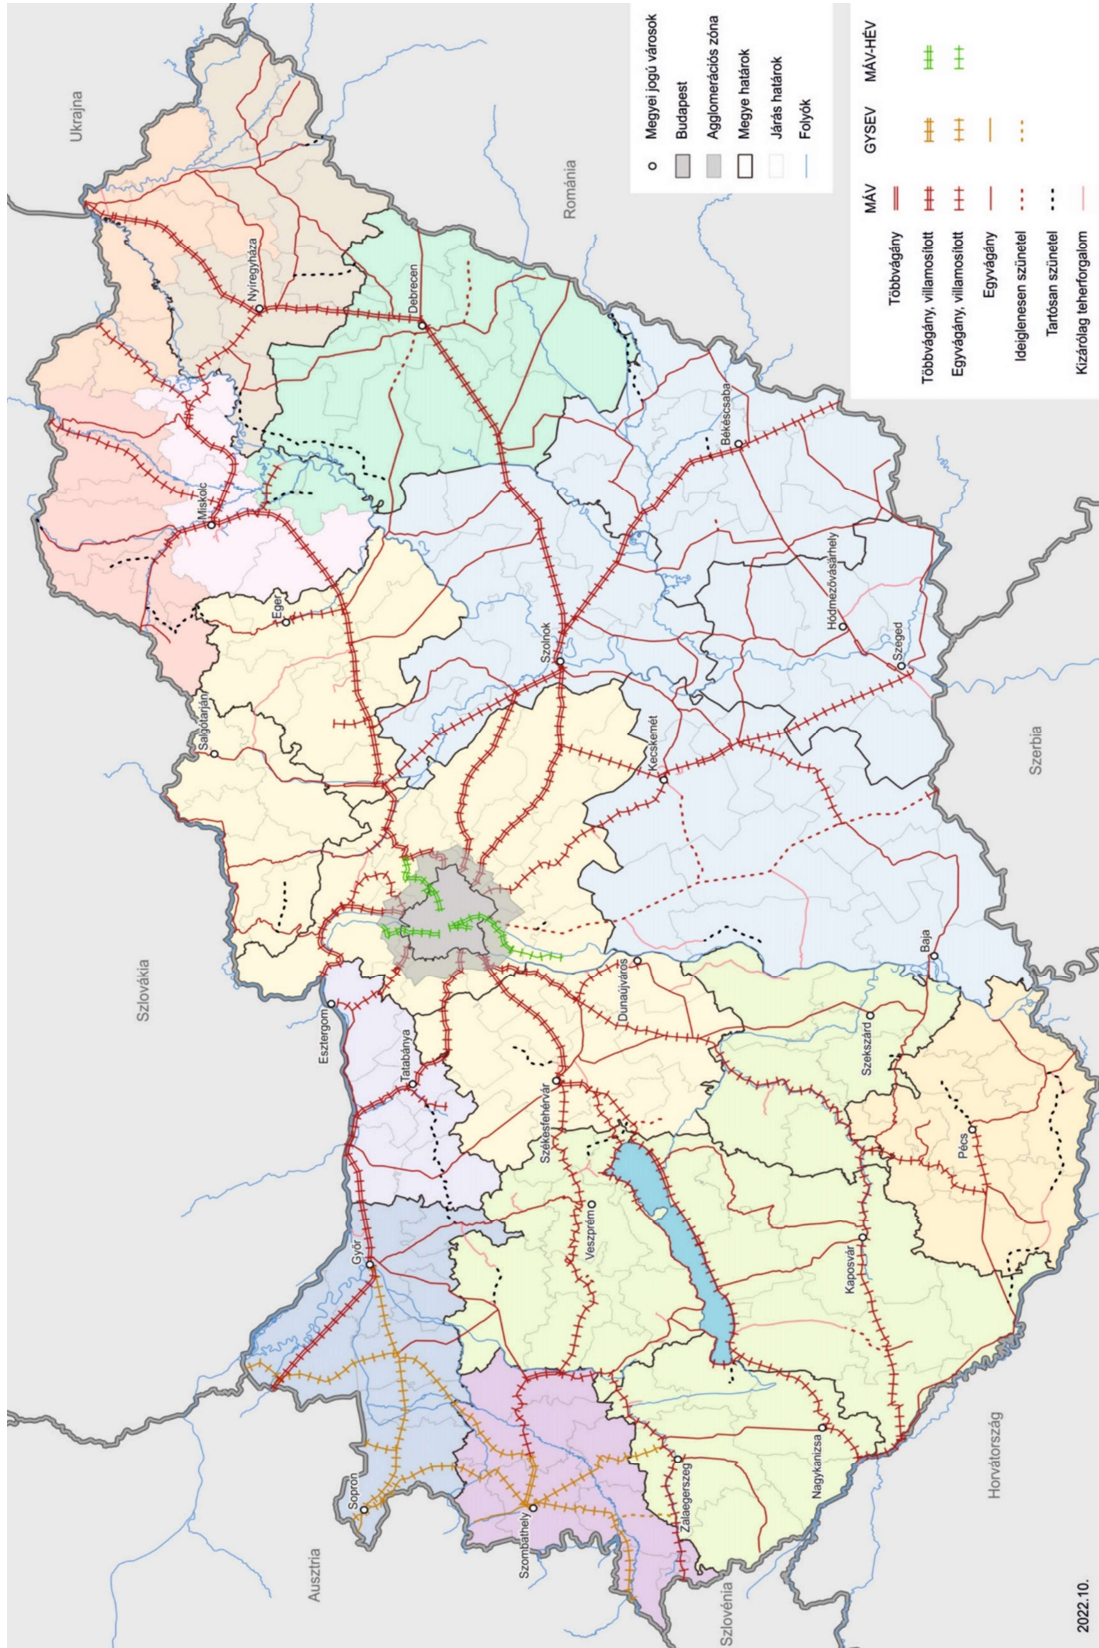 Ukrajna
Szlovákia
Ausztria
Szlovénia
Horvátország
Szerbia
Románia
Nyíregyháza
Debrecen
Miskolc
Eger
Salgótarján
Szolnok
Békéscsaba
Hódmezővásárhely
Szeged
Kecskemét
Baja
Esztergom
Tatabánya
Dunaújváros
Székesfehérvár
Szekszárd
Pécs
Veszprém
Győr
Kaposvár
Sopron
Szombathely
Zalaegerszeg
Nagykanizsa
Megyei jogú városok
Budapest
Agglomerációs zóna
Megye határok
Járás határok
Folyók
MÁV GYSEV MÁV-HÉV
Többvágány
Többvágány, villamosított
Egyvágány, villamosított
Egyvágány
Ideiglenesen szünetel
Tartósan szünetel
Kizárólag teherforgalom
2022.10.